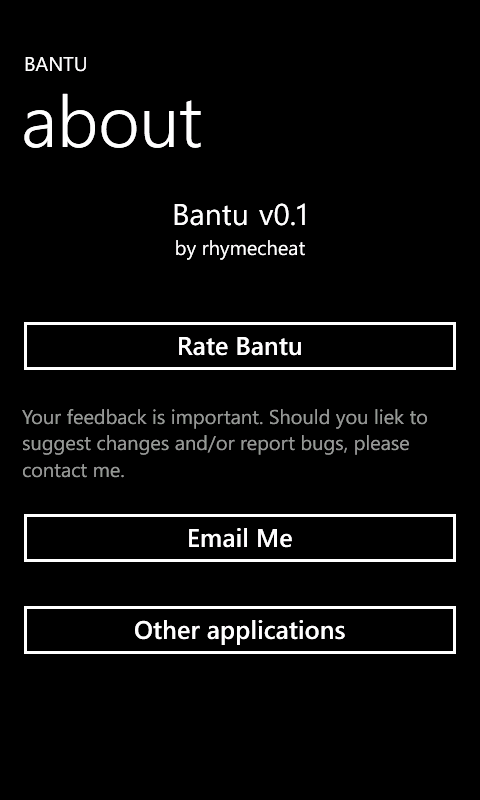 BANTU
about
Bantu v0.1
by rhymecheat
Rate Bantu
Your feedback is important. Should you liek to
suggest changes and/or report bugs, please
contact me.
Email Me
Other applications